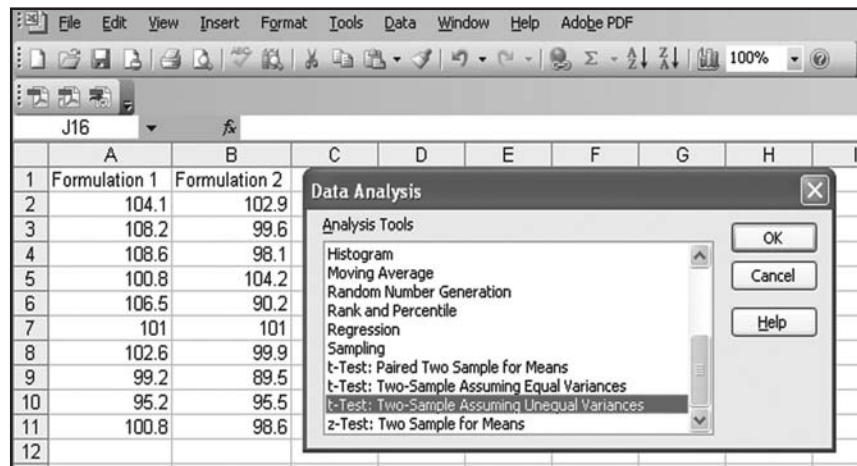 File Edit View Insert Format Tools Data Window Help Adobe PDF
100%
J16 fx
A B C D E F G H
1 Formulation 1 Formulation 2
2 104.1 102.9
3 108.2 99.6
4 108.6 98.1
5 100.8 104.2
6 106.5 90.2
7 101 101
8 102.6 99.9
9 99.2 89.5
10 95.2 95.5
11 100.8 98.6
12
Data Analysis
Analysis Tools
Histogram
Moving Average
Random Number Generation
Rank and Percentile
Regression
Sampling
t-Test: Paired Two Sample for Means
t-Test: Two-Sample Assuming Equal Variances
t-Test: Two-Sample Assuming Unequal Variances
z-Test: Two Sample for Means
OK
Cancel
Help